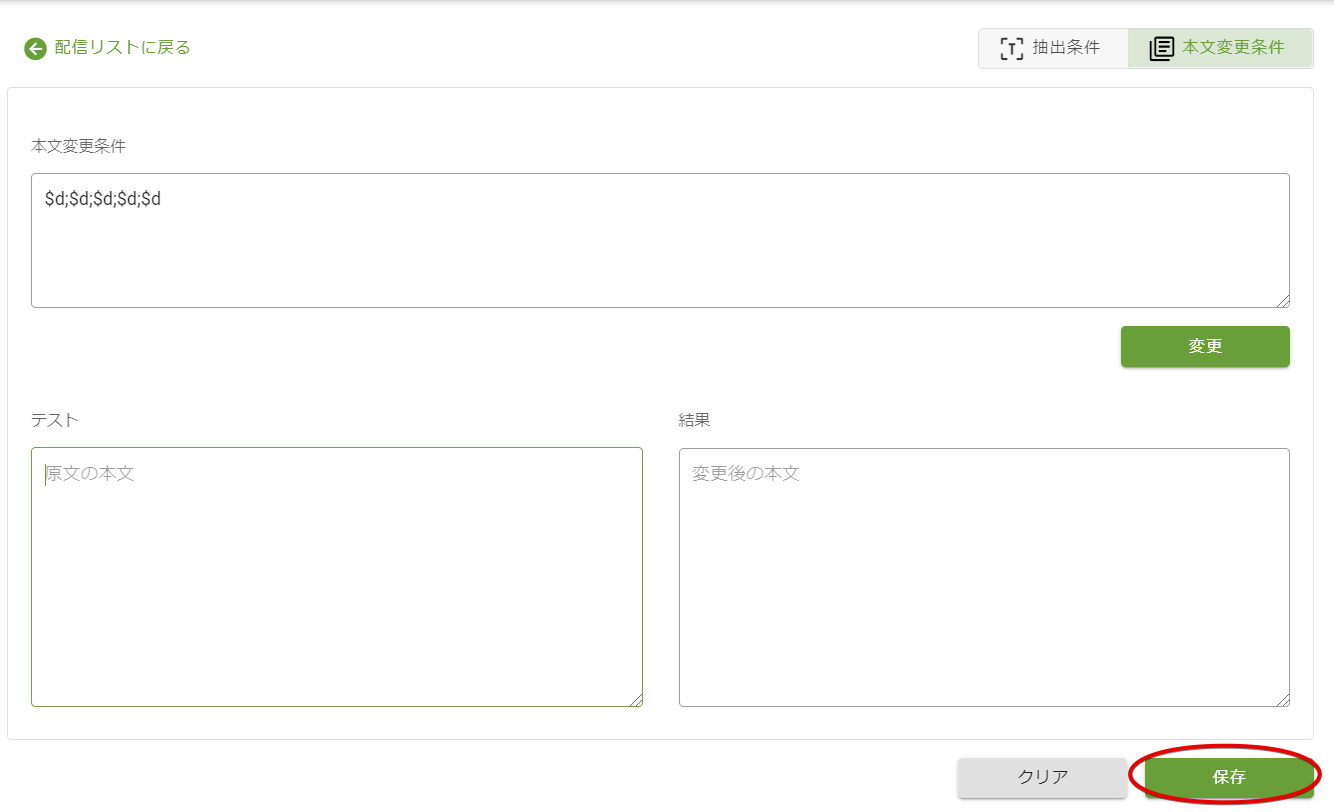 配信リストに戻る
抽出条件
本文変更条件
本文変更条件
$d;$d;$d;$d;$d
変更
テスト
結果
原文の本文
変更後の本文
クリア
保存